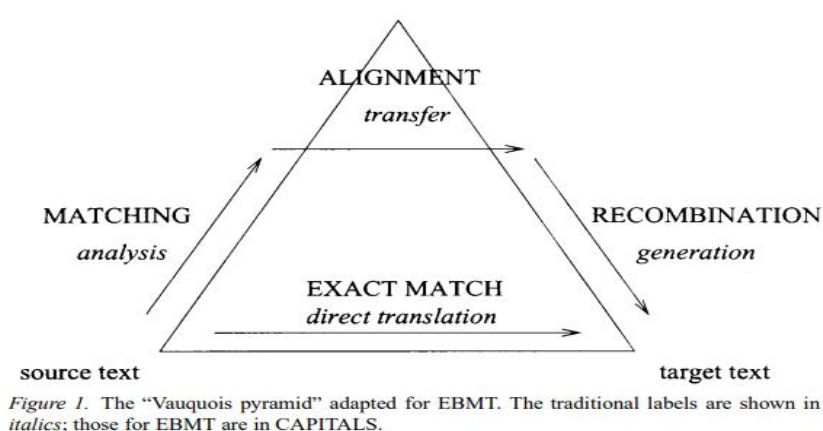 ALIGNMENT
transfer
MATCHING
analysis
RECOMBINATION
generation
EXACT MATCH
direct translation
source text
target text
Figure 1. The “Vauquois pyramid” adapted for EBMT. The traditional labels are shown in
italics; those for EBMT are in CAPITALS.